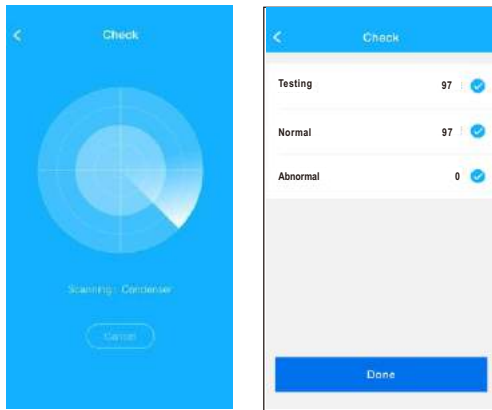 Check
Scanning: Condenser
Cancel
Check
Testing 97
Normal 97
Abnormal 0
Done